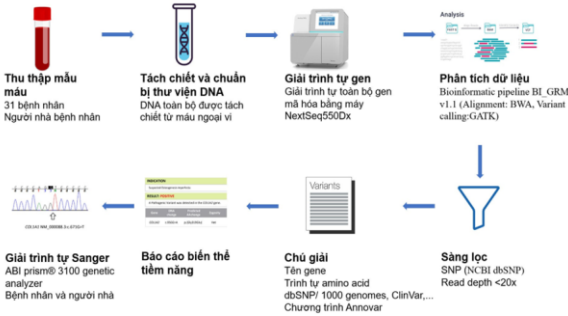 Analysis
Thu thập mẫu
máu
31 bệnh nhân
Người nhà bệnh nhân
Tách chiết và chuẩn
bị thư viện DNA
DNA toàn bộ được tách
chiết từ máu ngoại vi
Giải trình tự gen
Giải trình tự toàn bộ gen
mã hóa bằng máy
NextSeq550Dx
Phân tích dữ liệu
Bioinformatic pipeline BI_GRM
v1.1 (Alignment: BWA, Variant
calling:GATK)
Sàng lọc
SNP (NCBI dbSNP)
Read depth <20x
Variants
Chú giải
Tên gene
Trình tự amino acid
dbSNP/ 1000 genomes, ClinVar,...
Chương trình Annovar
Báo cáo biến thể
tiềm năng
Giải trình tự Sanger
ABI prism® 3100 genetic
analyzer
Bệnh nhân và người nhà